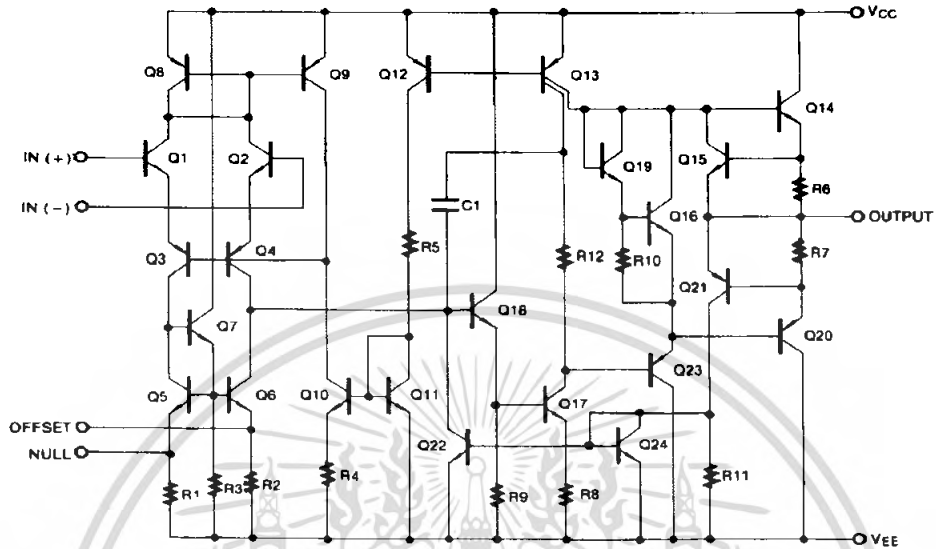 VCC
Q8
Q9
Q12
Q13
Q14
IN (+)
Q1
Q2
Q19
Q15
R6
IN (−)
C1
Q16
OUTPUT
Q3
Q4
R5
R12
R10
R7
Q21
Q7
Q18
Q20
Q5
Q6
Q10
Q11
Q17
Q23
OFFSET
Q22
Q24
NULL
R1
R3
R2
R4
R9
R8
R11
VEE